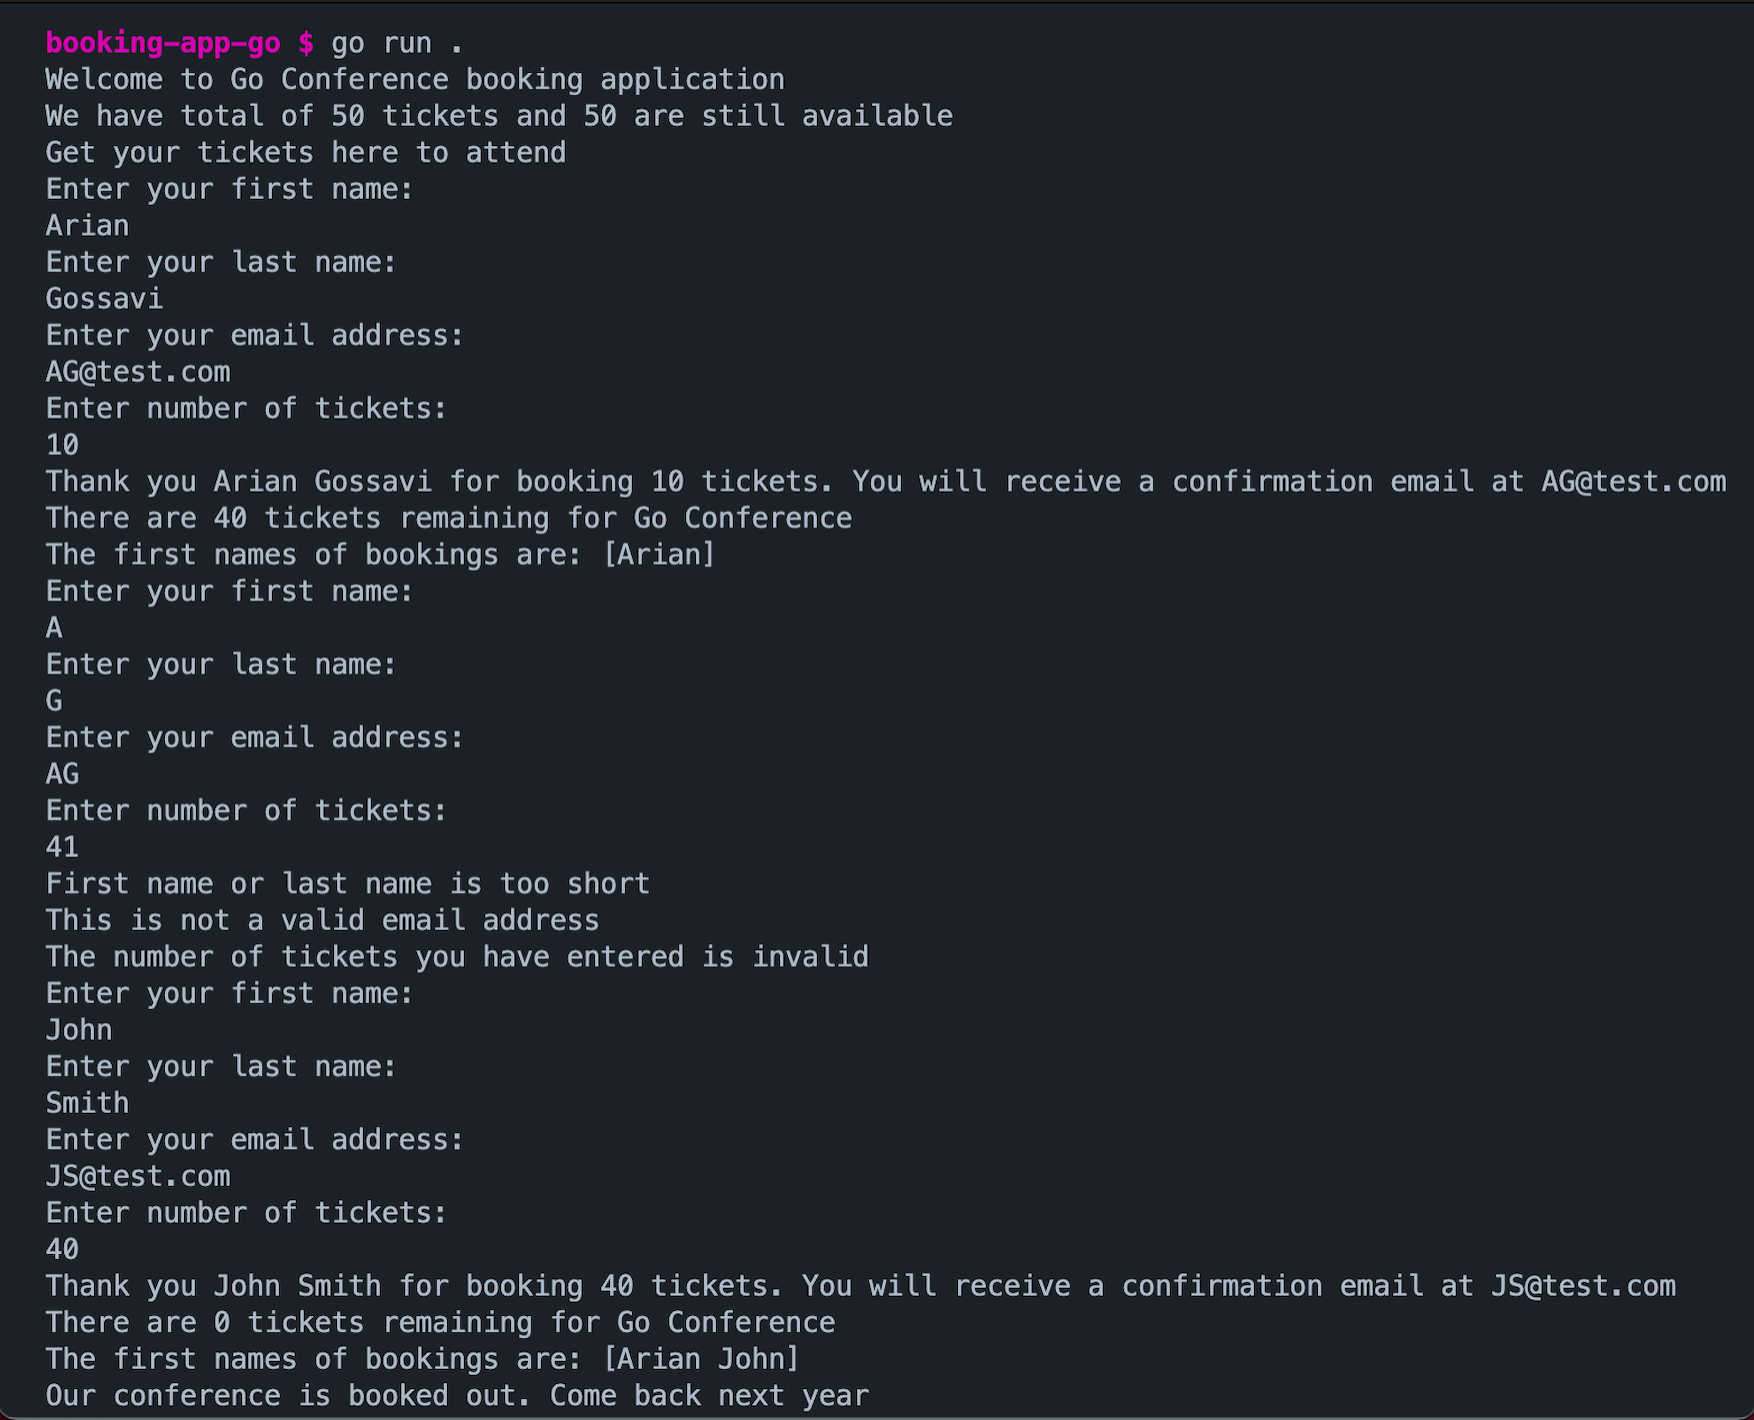 booking-app-go $ go run .
Welcome to Go Conference booking application
We have total of 50 tickets and 50 are still available
Get your tickets here to attend
Enter your first name:
Arian
Enter your last name:
Gossavi
Enter your email address:
AG@test.com
Enter number of tickets:
10
Thank you Arian Gossavi for booking 10 tickets. You will receive a confirmation email at AG@test.com
There are 40 tickets remaining for Go Conference
The first names of bookings are: [Arian]
Enter your first name:
A
Enter your last name:
G
Enter your email address:
AG
Enter number of tickets:
41
First name or last name is too short
This is not a valid email address
The number of tickets you have entered is invalid
Enter your first name:
John
Enter your last name:
Smith
Enter your email address:
JS@test.com
Enter number of tickets:
40
Thank you John Smith for booking 40 tickets. You will receive a confirmation email at JS@test.com
There are 0 tickets remaining for Go Conference
The first names of bookings are: [Arian John]
Our conference is booked out. Come back next year